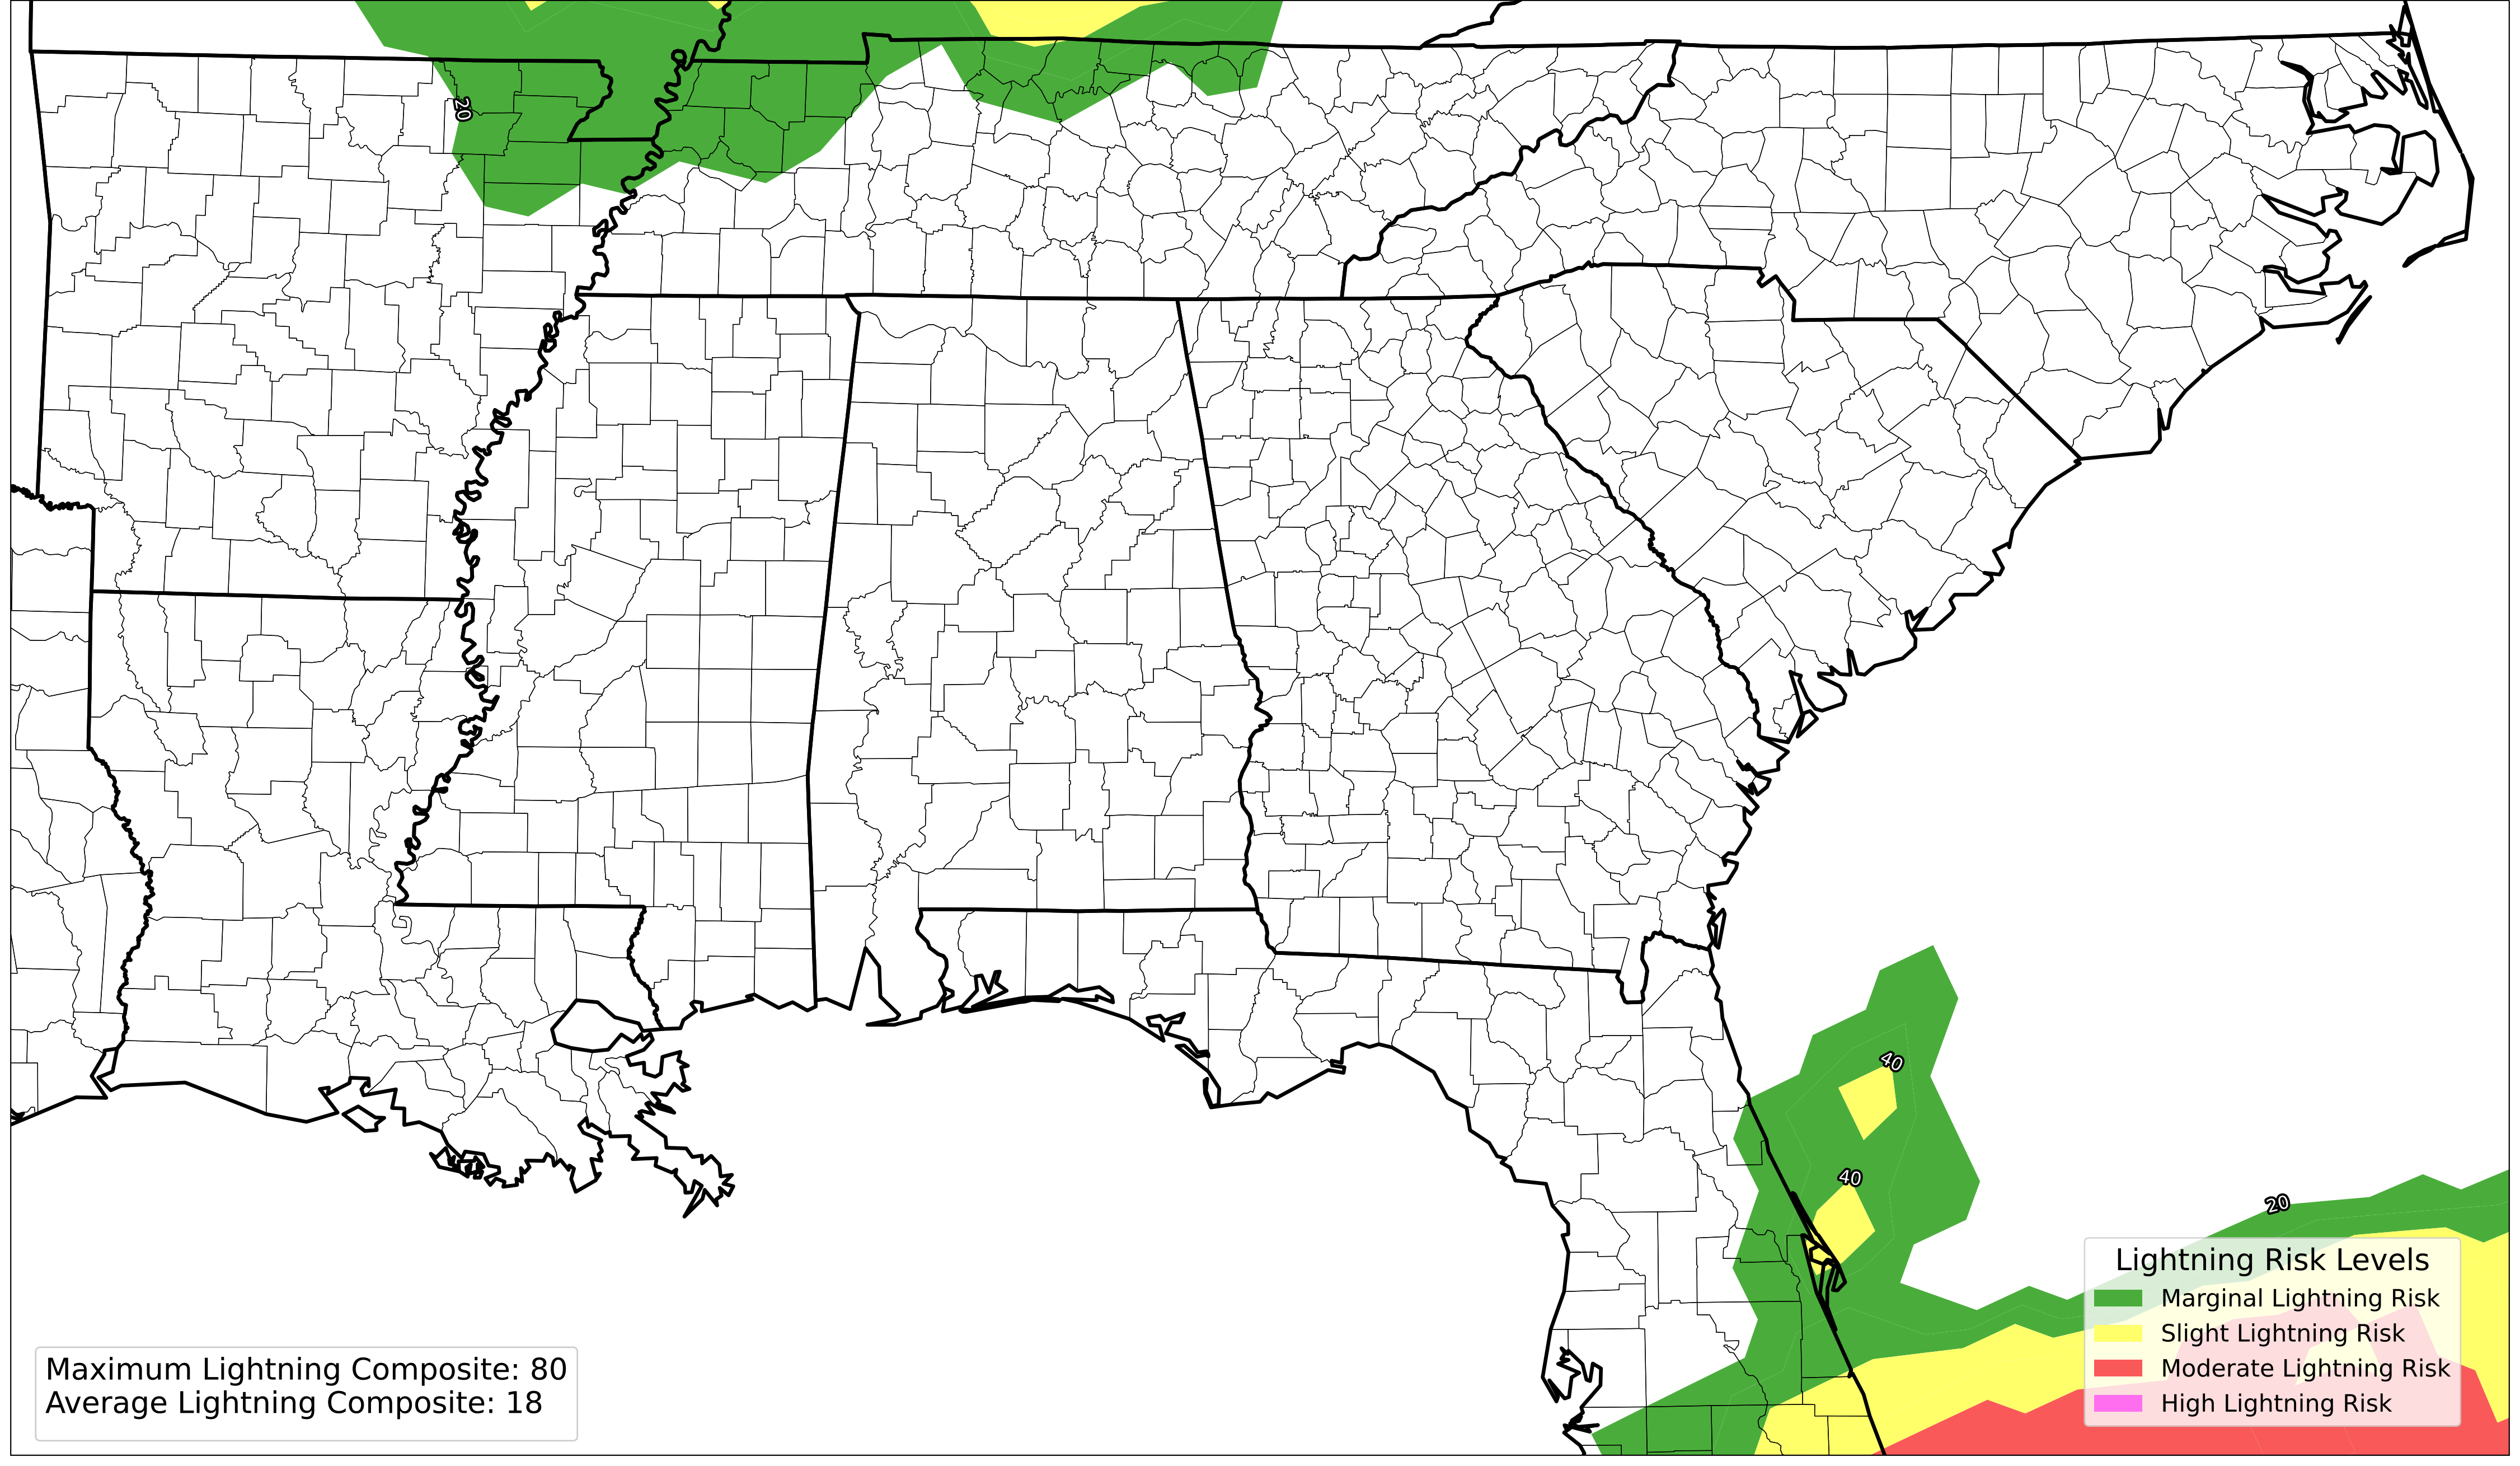 20
40
40
20
Lightning Risk Levels
Marginal Lightning Risk
Slight Lightning Risk
Moderate Lightning Risk
High Lightning Risk
Maximum Lightning Composite: 80
Average Lightning Composite: 18